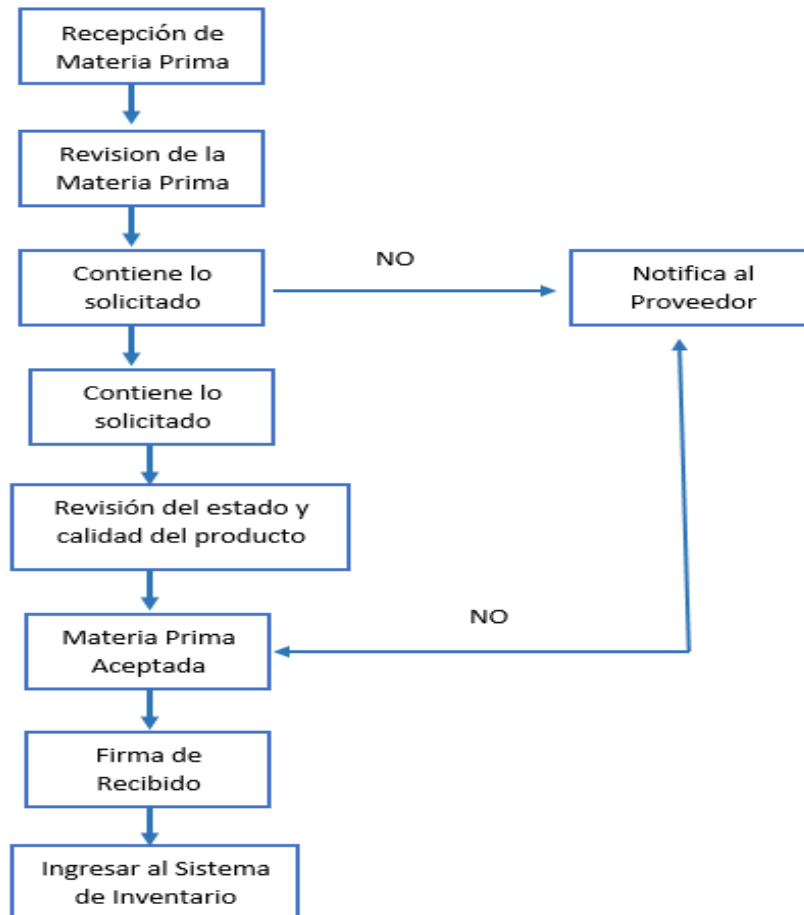 Recepción de
Materia Prima
Revision de la
Materia Prima
Contiene lo
solicitado
NO
Notifica al
Proveedor
Contiene lo
solicitado
Revisión del estado y
calidad del producto
Materia Prima
Aceptada
NO
Firma de
Recibido
Ingresar al Sistema
de Inventario